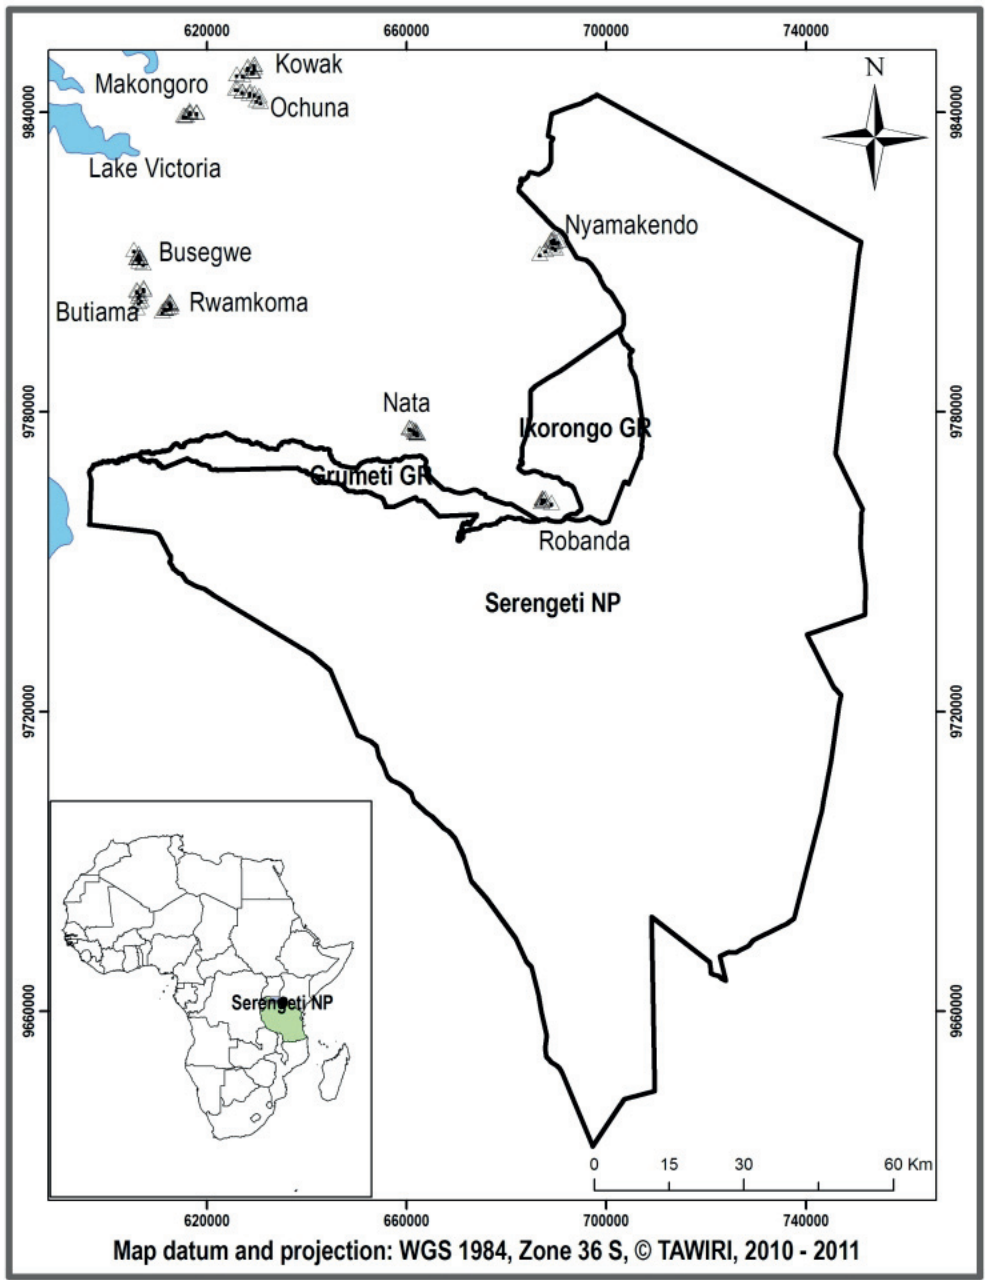 620000 660000 700000 740000
Kowak
Makongoro
Ochuna
N
9840000
9840000
Lake Victoria
Nyamakendo
Busegwe
Rwamkoma
Butiama
Nata
9780000
9780000
Ikorongo GR
Grumeti GR
Robanda
Serengeti NP
9720000
9720000
Serengeti NP
9660000
9660000
0 15 30 60 Km
620000 660000 700000 740000
Map datum and projection: WGS 1984, Zone 36 S, © TAWIRI, 2010 - 2011